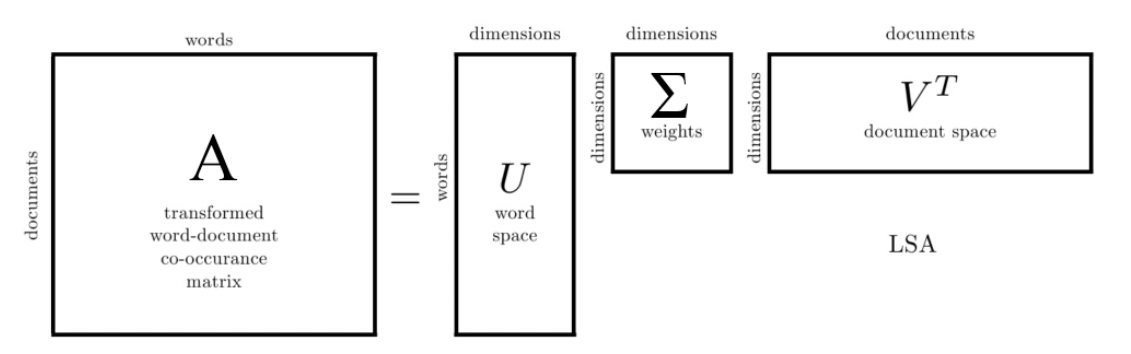 words
documents
A
transformed
word-document
co-occurance
matrix
=
dimensions
words
U
word
space
dimensions
dimensions
Σ
weights
documents
dimensions
V^T
document space
LSA